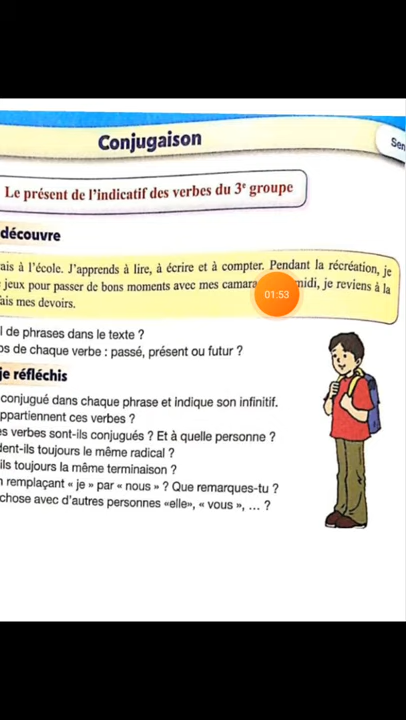 Conjugaison
Sen
Le présent de l'indicatif des verbes du 3e groupe
découvre
ais à l'école. J'apprends à lire, à écrire et à compter. Pendant la récréation, je
jeux pour passer de bons moments avec mes camara 01:53 midi, je reviens à la
ais mes devoirs.
l de phrases dans le texte ?
ps de chaque verbe : passé, présent ou futur ?
je réfléchis
conjugué dans chaque phrase et indique son infinitif.
ppartiennent ces verbes ?
es verbes sont-ils conjugués ? Et à quelle personne ?
dent-ils toujours le même radical ?
ils toujours la même terminaison ?
n remplaçant « je » par « nous » ? Que remarques-tu ?
chose avec d'autres personnes «elle», « vous », ... ?